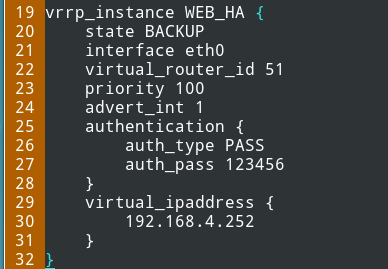 19 vrrp_instance WEB_HA {
20     state BACKUP
21     interface eth0
22     virtual_router_id 51
23     priority 100
24     advert_int 1
25     authentication {
26         auth_type PASS
27         auth_pass 123456
28     }
29     virtual_ipaddress {
30         192.168.4.252
31     }
32 }